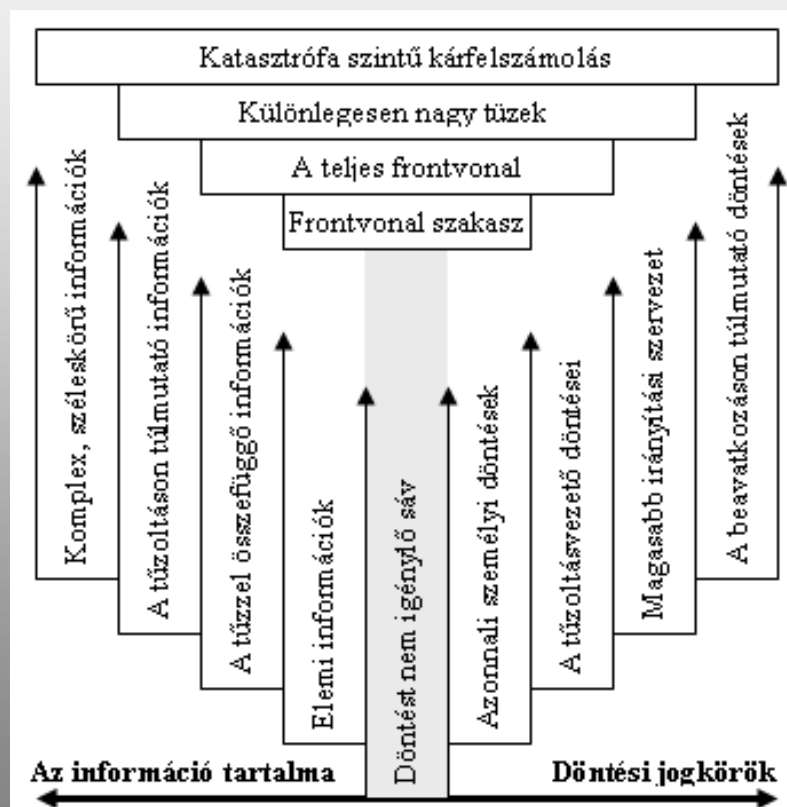 Katasztrófa szintű kárfelszámolás
Különlegesen nagy tüzek
A teljes frontvonal
Frontvonal szakasz
Komplex, széleskörű információk
A tűzoltáson túlmutató információk
A tűzzel összefüggő információk
Elemi információk
Döntést nem igénylő sáv
Azonnali személyi döntések
A tűzoltásvezető döntései
Magasabb irányítási szervezet
A beavatkozáson túlmutató döntések
Az információ tartalma
Döntési jogkörök